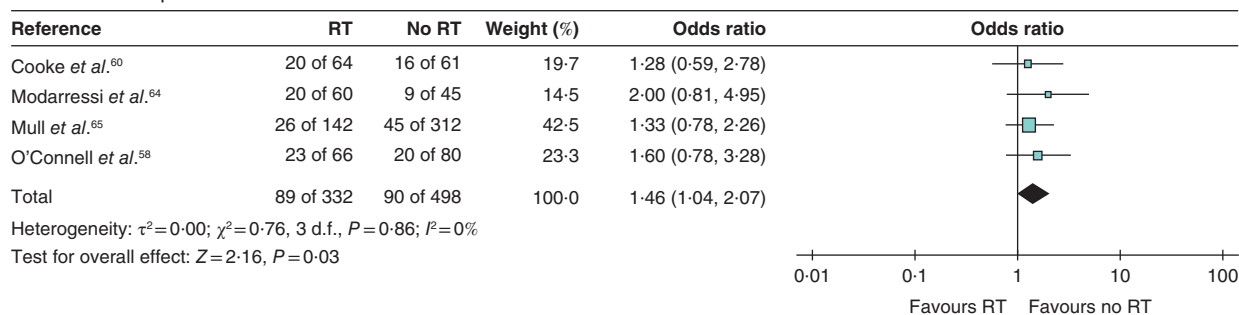 Reference RT No RT Weight (%) Odds ratio Odds ratio
Cooke et al.60 20 of 64 16 of 61 19·7 1·28 (0·59, 2·78)
Modarressi et al.64 20 of 60 9 of 45 14·5 2·00 (0·81, 4·95)
Mull et al.65 26 of 142 45 of 312 42·5 1·33 (0·78, 2·26)
O'Connell et al.58 23 of 66 20 of 80 23·3 1·60 (0·78, 3·28)
Total 89 of 332 90 of 498 100·0 1·46 (1·04, 2·07)
Heterogeneity: τ²=0·00; χ²=0·76, 3 d.f., P=0·86; I²=0%
Test for overall effect: Z=2·16, P=0·03
0·01 0·1 1 10 100
Favours RT Favours no RT